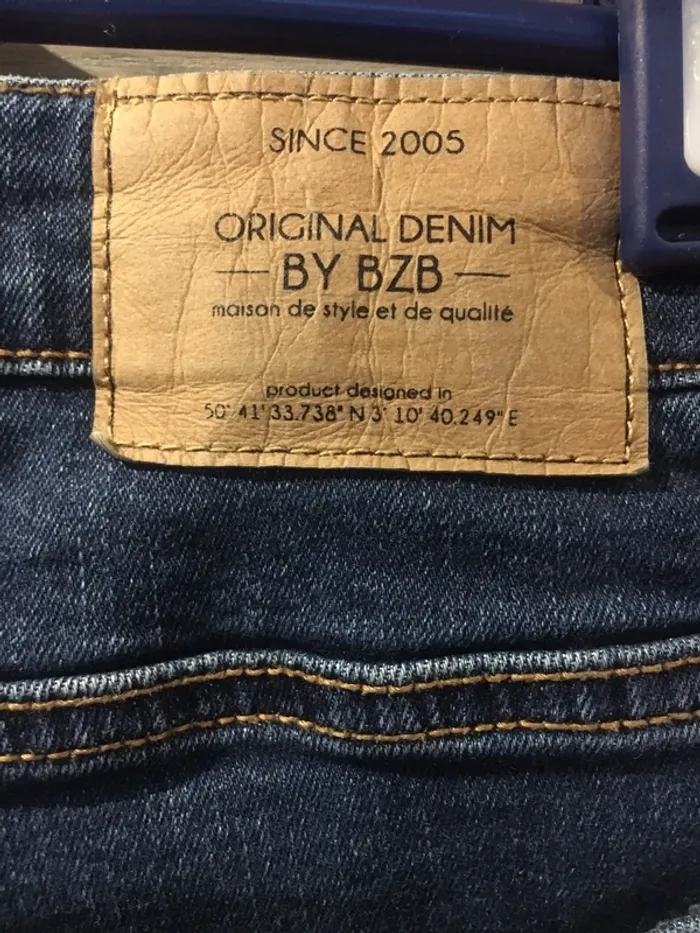 SINCE 2005
ORIGINAL DENIM
— BY BZB —
maison de style et de qualité
product designed in
50° 41' 33.738" N 3° 10' 40.249" E